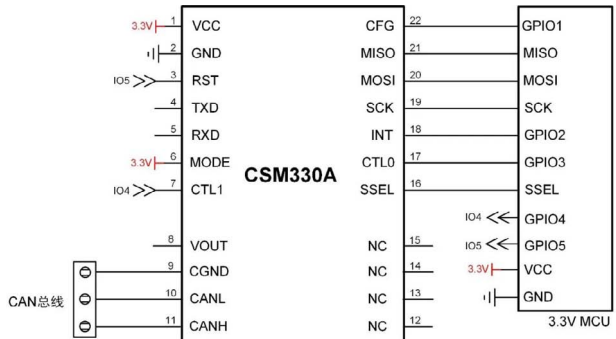 3.3V 1 VCC CFG 22 GPIO1
2 GND MISO 21 MISO
IO5 3 RST MOSI 20 MOSI
4 TXD SCK 19 SCK
5 RXD INT 18 GPIO2
3.3V 6 MODE CTL0 17 GPIO3
CSM330A
IO4 7 CTL1 SSEL 16 SSEL
IO4 GPIO4
8 VOUT NC 15 IO5 GPIO5
9 CGND NC 14 3.3V VCC
CAN总线 10 CANL NC 13 GND
11 CANH NC 12
3.3V MCU